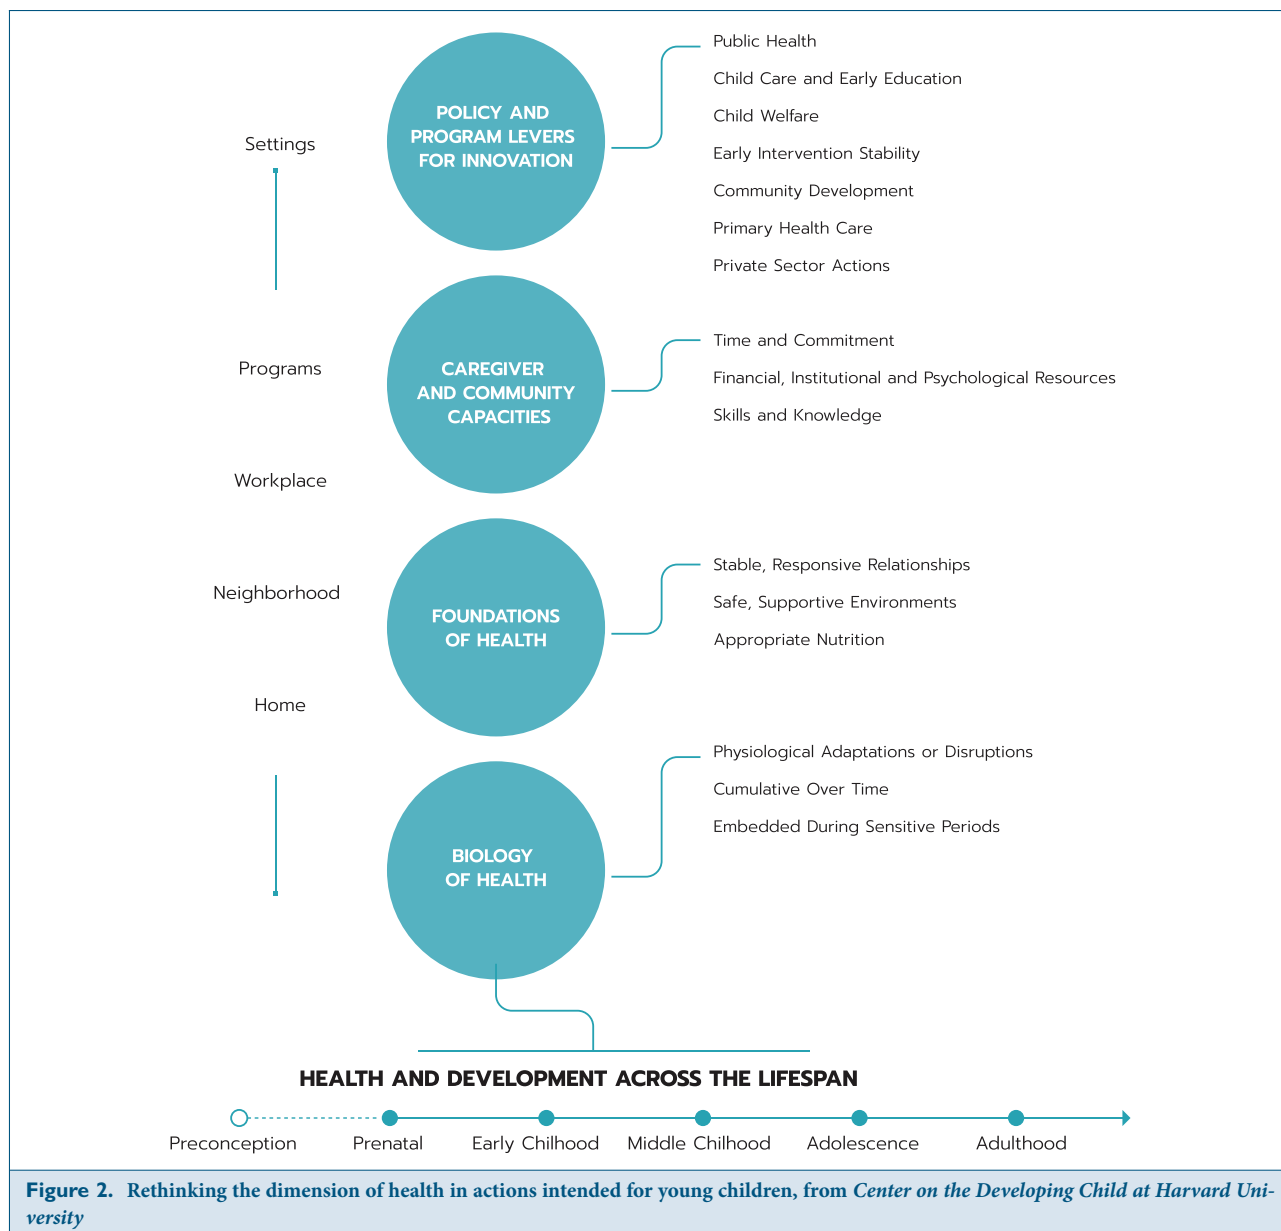 Settings
Programs
Workplace
Neighborhood
Home
POLICY AND
PROGRAM LEVERS
FOR INNOVATION
Public Health
Child Care and Early Education
Child Welfare
Early Intervention Stability
Community Development
Primary Health Care
Private Sector Actions
CAREGIVER
AND COMMUNITY
CAPACITIES
Time and Commitment
Financial, Institutional and Psychological Resources
Skills and Knowledge
FOUNDATIONS
OF HEALTH
Stable, Responsive Relationships
Safe, Supportive Environments
Appropriate Nutrition
BIOLOGY
OF HEALTH
Physiological Adaptations or Disruptions
Cumulative Over Time
Embedded During Sensitive Periods
HEALTH AND DEVELOPMENT ACROSS THE LIFESPAN
Preconception
Prenatal
Early Chilhood
Middle Chilhood
Adolescence
Adulthood
Figure 2. Rethinking the dimension of health in actions intended for young children, from Center on the Developing Child at Harvard Uni-
versity